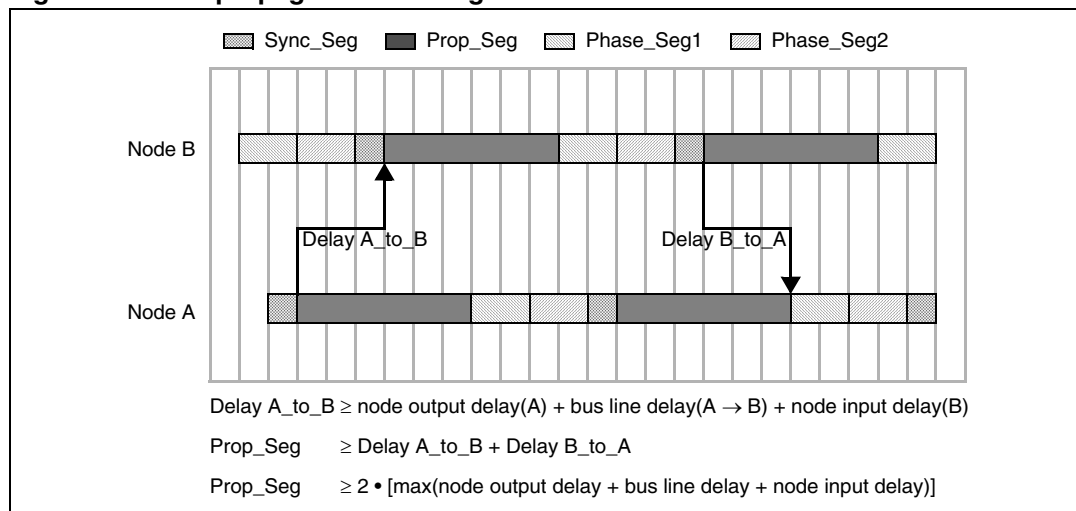 Sync_Seg Prop_Seg Phase_Seg1 Phase_Seg2
Node B
Delay A_to_B Delay B_to_A
Node A
Delay A_to_B ≥ node output delay(A) + bus line delay(A → B) + node input delay(B)
Prop_Seg ≥ Delay A_to_B + Delay B_to_A
Prop_Seg ≥ 2 • [max(node output delay + bus line delay + node input delay)]